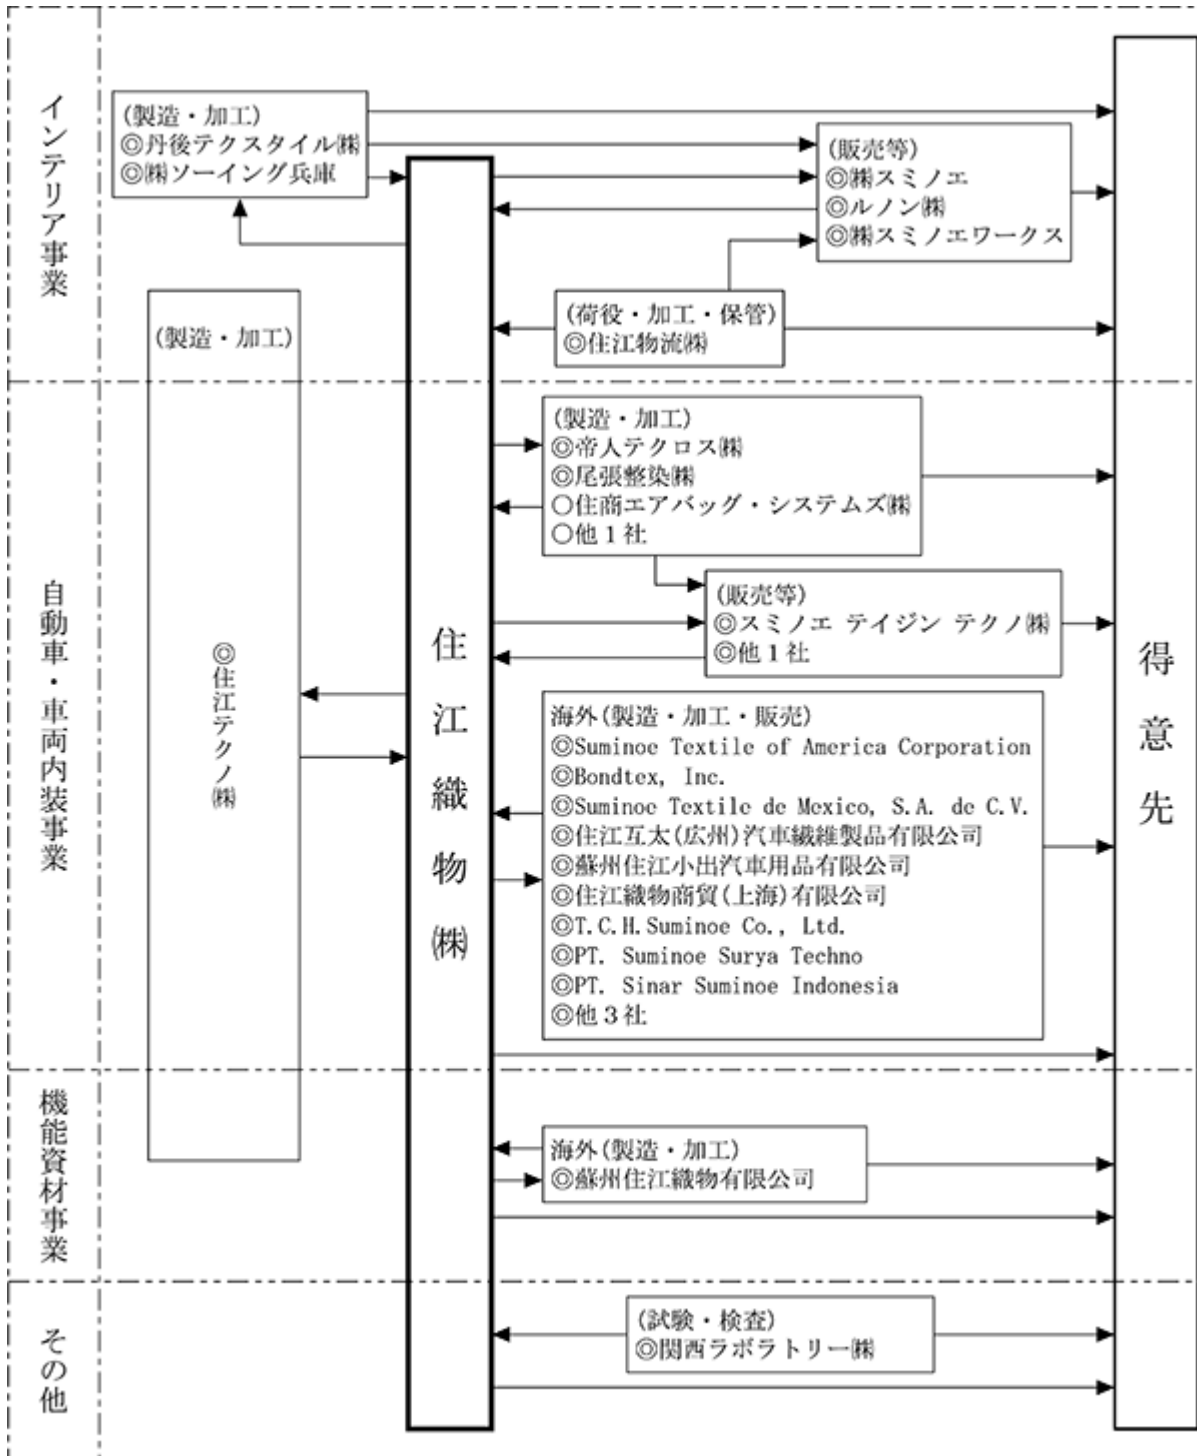 インテリア事業
(製造・加工)
◎丹後テクスタイル㈱
◎㈱ソーイング兵庫
(販売等)
◎㈱スミノエ
◎ルノン㈱
◎㈱スミノエワークス
(荷役・加工・保管)
◎住江物流㈱
(製造・加工)
◎住江テクノ㈱
住江織物㈱
得意先
自動車・車両内装事業
(製造・加工)
◎帝人テクロス㈱
◎尾張整染㈱
○住商エアバッグ・システムズ㈱
○他1社
(販売等)
◎スミノエ テイジン テクノ㈱
◎他1社
海外(製造・加工・販売)
◎Suminoe Textile of America Corporation
◎Bondtex, Inc.
◎Suminoe Textile de Mexico, S.A. de C.V.
◎住江互太(広州)汽車繊維製品有限公司
◎蘇州住江小出汽車用品有限公司
◎住江織物商貿(上海)有限公司
◎T.C.H.Suminoe Co., Ltd.
◎PT. Suminoe Surya Techno
◎PT. Sinar Suminoe Indonesia
◎他3社
機能資材事業
海外(製造・加工)
◎蘇州住江織物有限公司
その他
(試験・検査)
◎関西ラボラトリー㈱